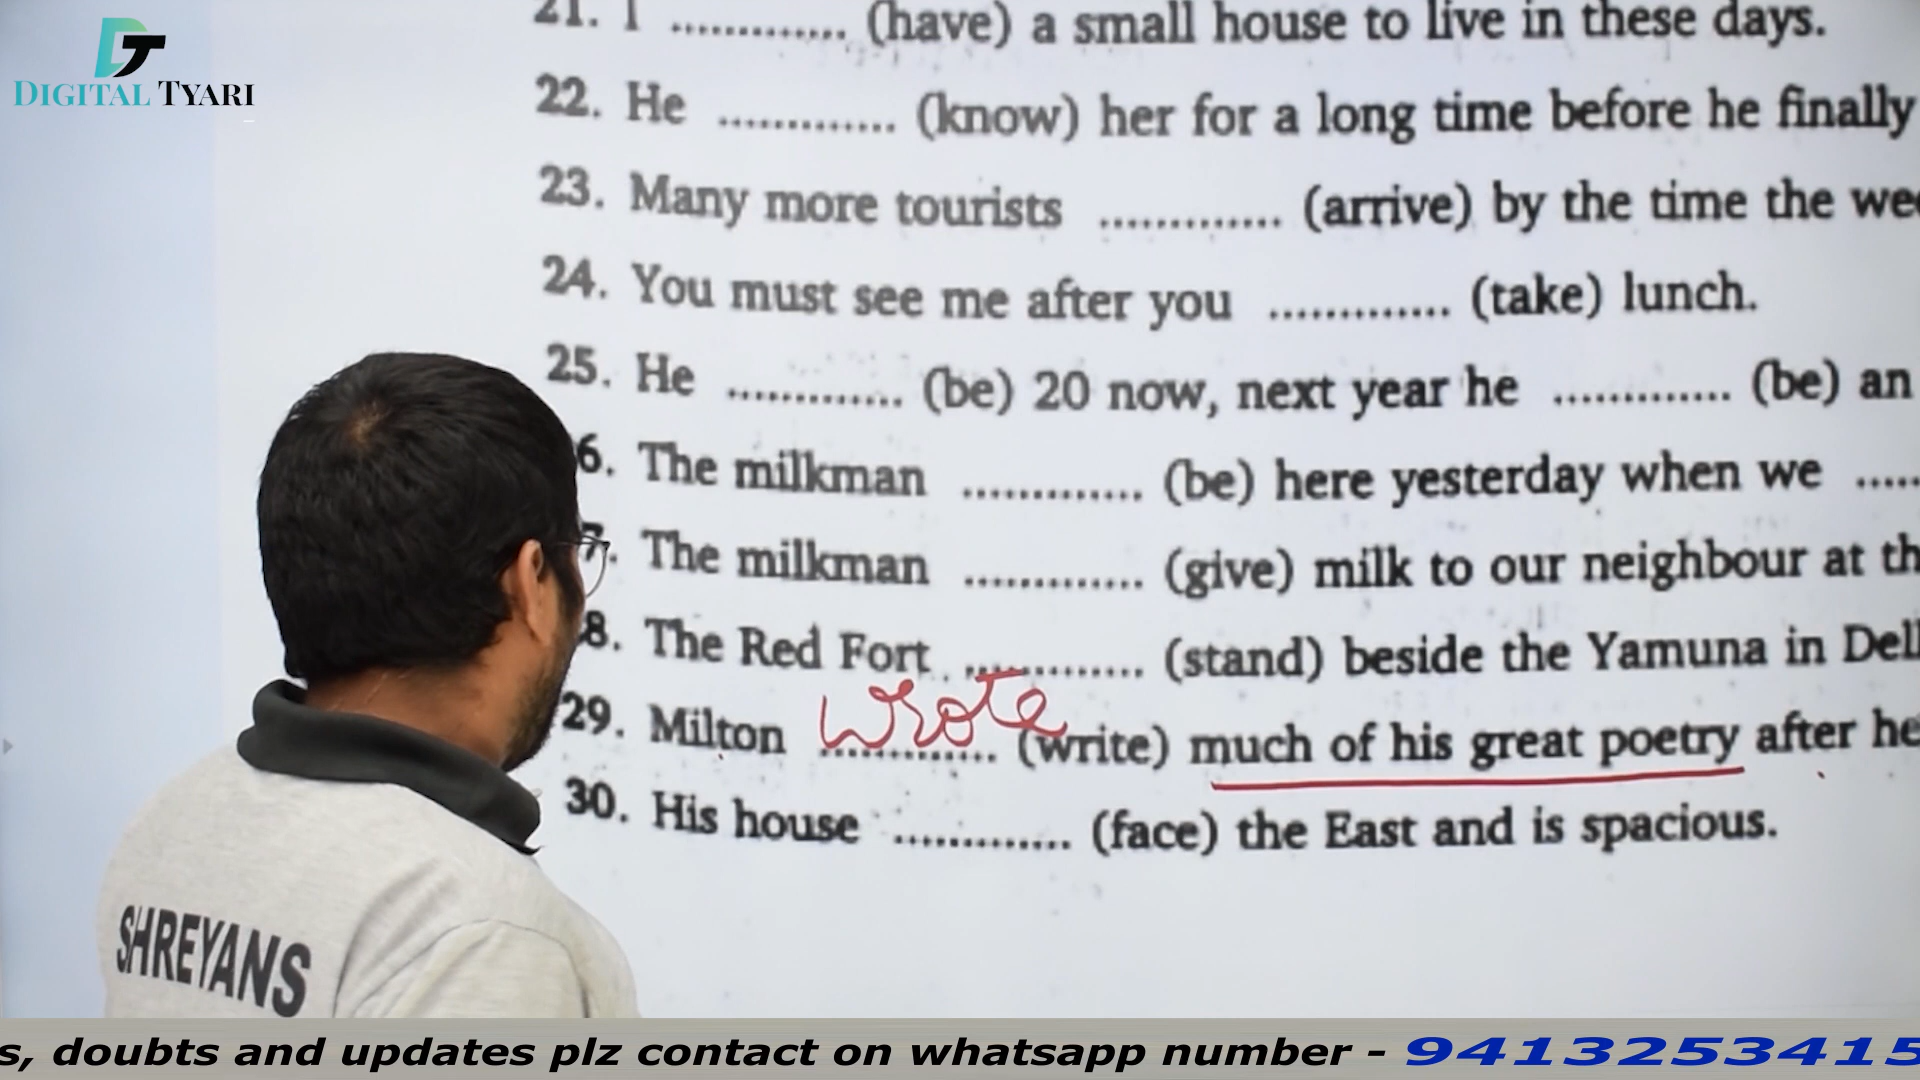 DT
DIGITAL TYARI
21. I ............. (have) a small house to live in these days.
22. He ............. (know) her for a long time before he finally
23. Many more tourists ............. (arrive) by the time the
24. You must see me after you ............. (take) lunch.
25. He ............. (be) 20 now, next year he ............. (be) an
6. The milkman ............. (be) here yesterday when we .....
7. The milkman ............. (give) milk to our neighbour at
8. The Red Fort ............. (stand) beside the Yamuna in
wrote
29. Milton ............. (write) much of his great poetry after he
30. His house ............. (face) the East and is spacious.
SHREYANS
s, doubts and updates plz contact on whatsapp number - 9413253415